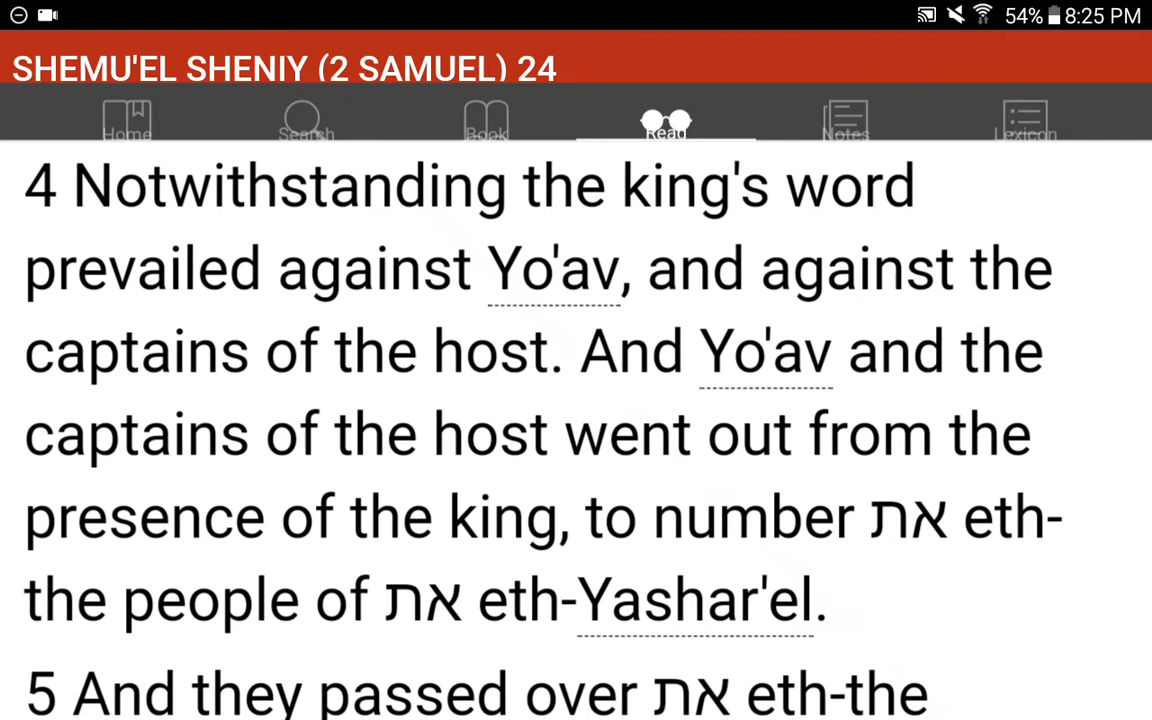 54% 8:25 PM
SHEMU'EL SHENIY (2 SAMUEL) 24
Home Search Book Read Notes Lexicon
4 Notwithstanding the king's word
prevailed against Yo'av, and against the
captains of the host. And Yo'av and the
captains of the host went out from the
presence of the king, to number את eth-
the people of את eth-Yashar'el.
5 And they passed over את eth-the